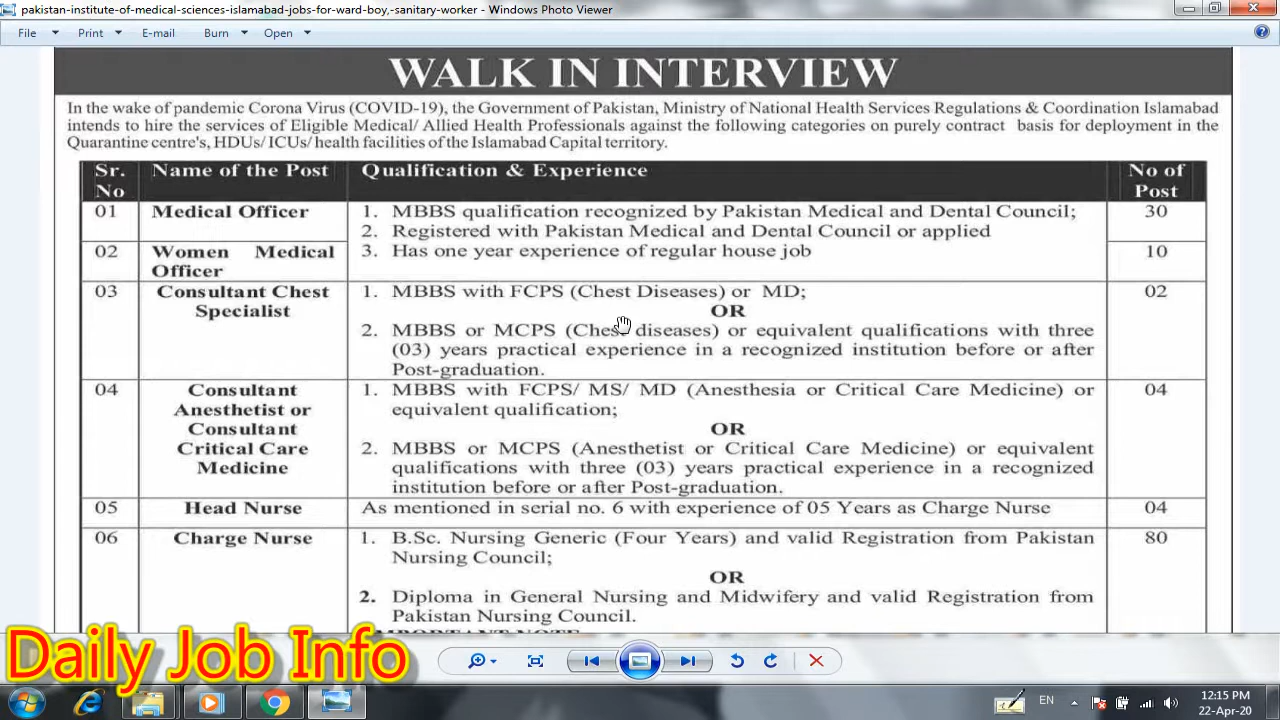 pakistan-institute-of-medical-sciences-islamabad-jobs-for-ward-boy,-sanitary-worker - Windows Photo Viewer
File Print E-mail Burn Open
WALK IN INTERVIEW
In the wake of pandemic Corona Virus (COVID-19), the Government of Pakistan, Ministry of National Health Services Regulations & Coordination Islamabad
intends to hire the services of Eligible Medical/ Allied Health Professionals against the following categories on purely contract basis for deployment in the
Quarantine centre's, HDUs/ ICUs/ health facilities of the Islamabad Capital territory.
Sr. No Name of the Post Qualification & Experience No of Post
01 Medical Officer 1. MBBS qualification recognized by Pakistan Medical and Dental Council; 30
2. Registered with Pakistan Medical and Dental Council or applied
02 Women Medical 3. Has one year experience of regular house job 10
Officer
03 Consultant Chest 1. MBBS with FCPS (Chest Diseases) or MD; 02
Specialist OR
2. MBBS or MCPS (Chest diseases) or equivalent qualifications with three
(03) years practical experience in a recognized institution before or after
Post-graduation.
04 Consultant 1. MBBS with FCPS/ MS/ MD (Anesthesia or Critical Care Medicine) or 04
Anesthetist or equivalent qualification;
Consultant OR
Critical Care 2. MBBS or MCPS (Anesthetist or Critical Care Medicine) or equivalent
Medicine qualifications with three (03) years practical experience in a recognized
institution before or after Post-graduation.
05 Head Nurse As mentioned in serial no. 6 with experience of 05 Years as Charge Nurse 04
06 Charge Nurse 1. B.Sc. Nursing Generic (Four Years) and valid Registration from Pakistan 80
Nursing Council;
OR
2. Diploma in General Nursing and Midwifery and valid Registration from
Pakistan Nursing Council.
IMPORTANT NOTE
Daily Job Info
EN
12:15 PM
22-Apr-20